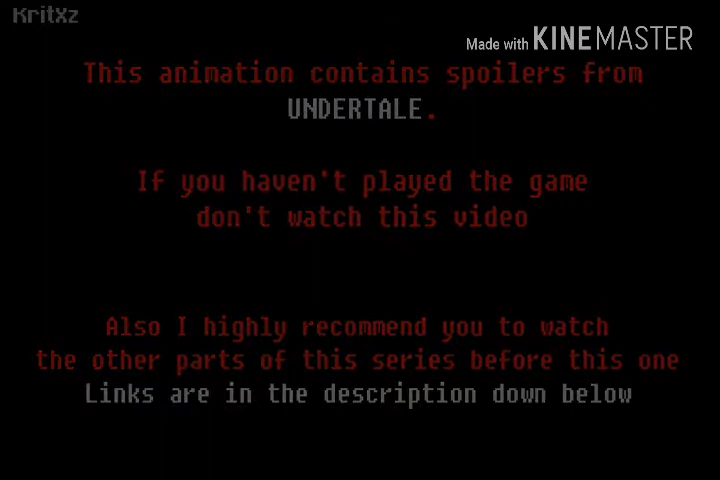 KritXz
Made with KINEMASTER
This animation contains spoilers from
UNDERTALE.
If you haven't played the game
don't watch this video
Also I highly recommend you to watch
the other parts of this series before this one
Links are in the description down below